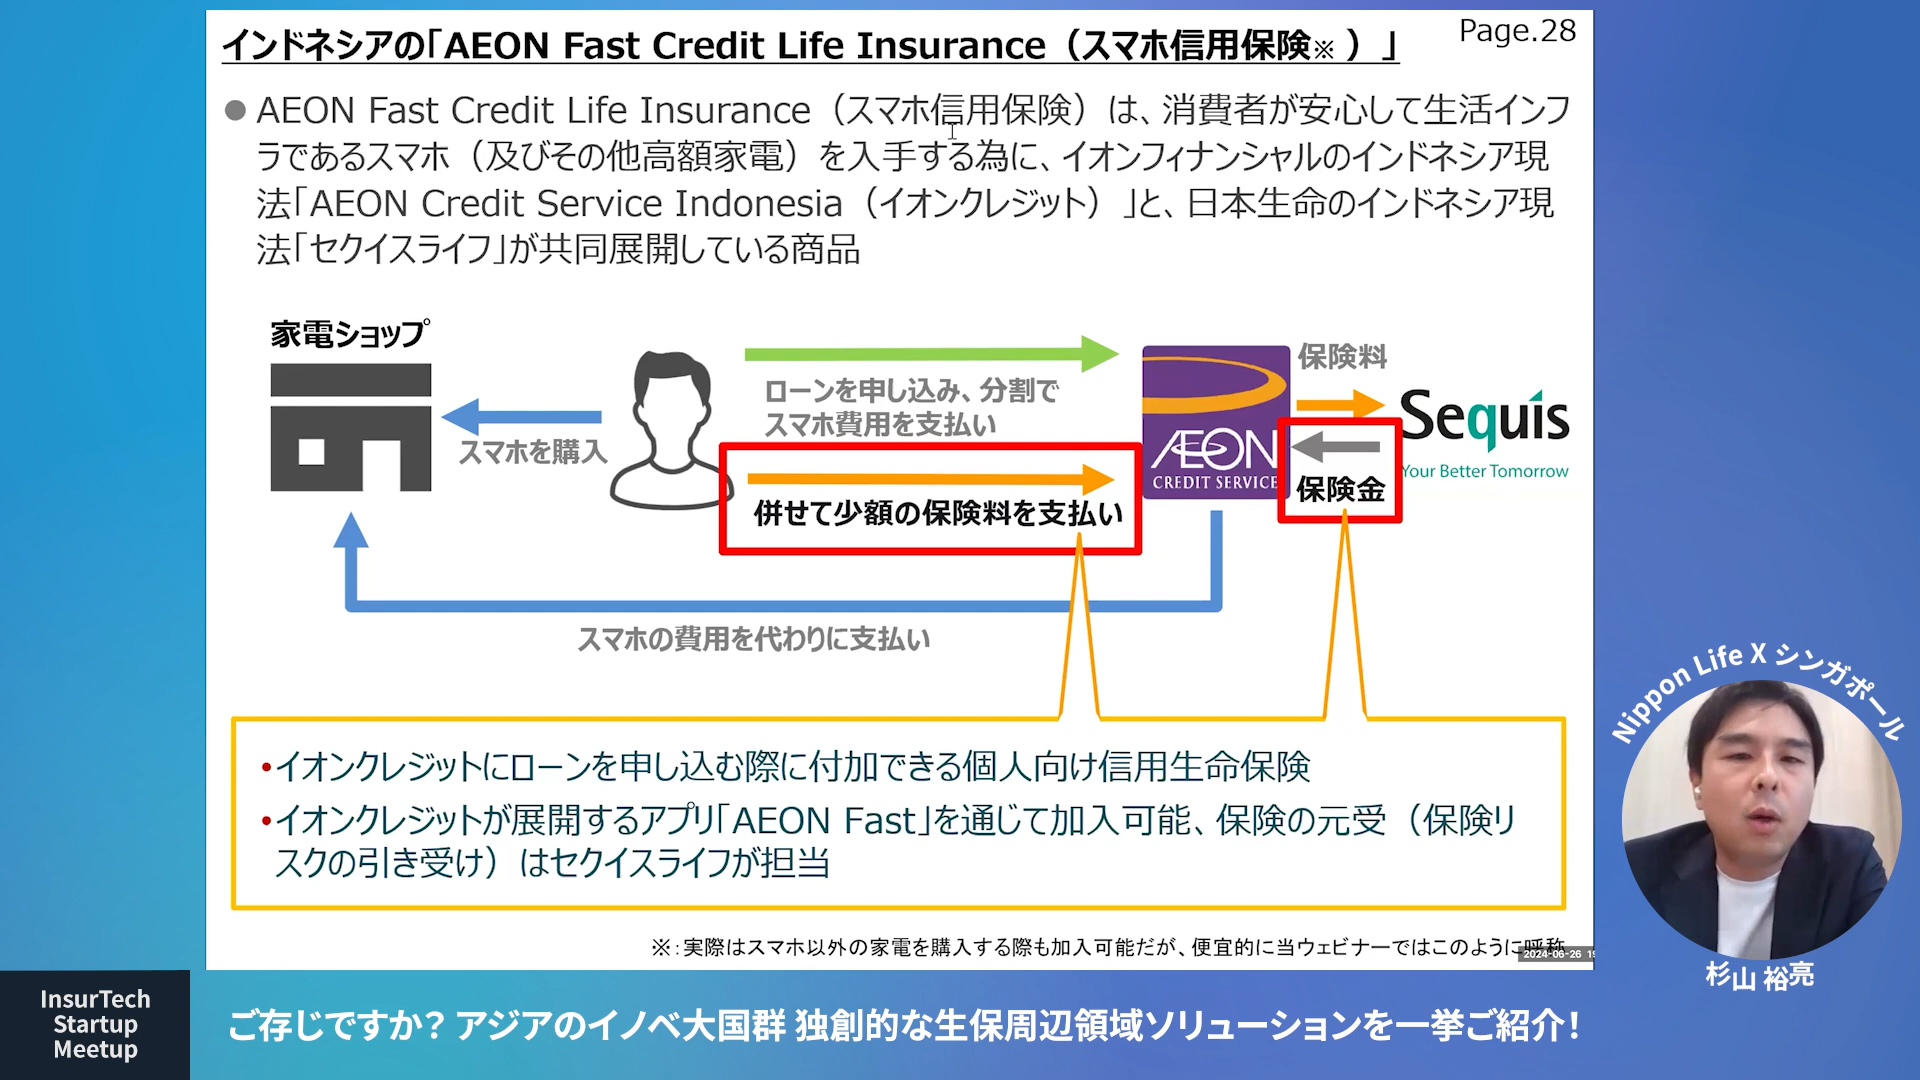 Page.28
インドネシアの「AEON Fast Credit Life Insurance（スマホ信用保険※ ）」
● AEON Fast Credit Life Insurance（スマホ信用保険）は、消費者が安心して生活インフ
ラであるスマホ（及びその他高額家電）を入手する為に、イオンフィナンシャルのインドネシア現
法「AEON Credit Service Indonesia（イオンクレジット）」と、日本生命のインドネシア現
法「セクイスライフ」が共同展開している商品
家電ショップ
スマホを購入
ローンを申し込み、分割で
スマホ費用を支払い
併せて少額の保険料を支払い
AEON
CREDIT SERVICE
保険料
保険金
Sequis
Your Better Tomorrow
スマホの費用を代わりに支払い
•イオンクレジットにローンを申し込む際に付加できる個人向け信用生命保険
•イオンクレジットが展開するアプリ「AEON Fast」を通じて加入可能、保険の元受（保険リ
スクの引き受け）はセクイスライフが担当
※：実際はスマホ以外の家電を購入する際も加入可能だが、便宜的に当ウェビナーではこのように呼称
2024-06-26
Nippon Life X シンガポール
杉山 裕亮
InsurTech
Startup
Meetup
ご存じですか？ アジアのイノベ大国群 独創的な生保周辺領域ソリューションを一挙ご紹介！